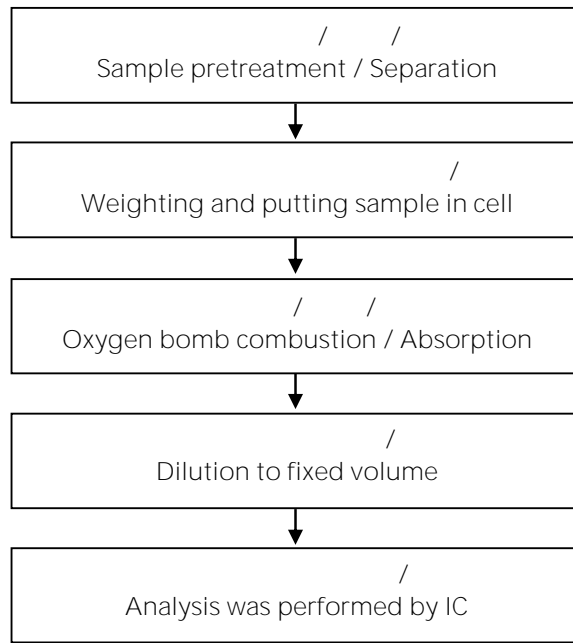 / /
Sample pretreatment / Separation
/
Weighting and putting sample in cell
/ /
Oxygen bomb combustion / Absorption
/
Dilution to fixed volume
/
Analysis was performed by IC